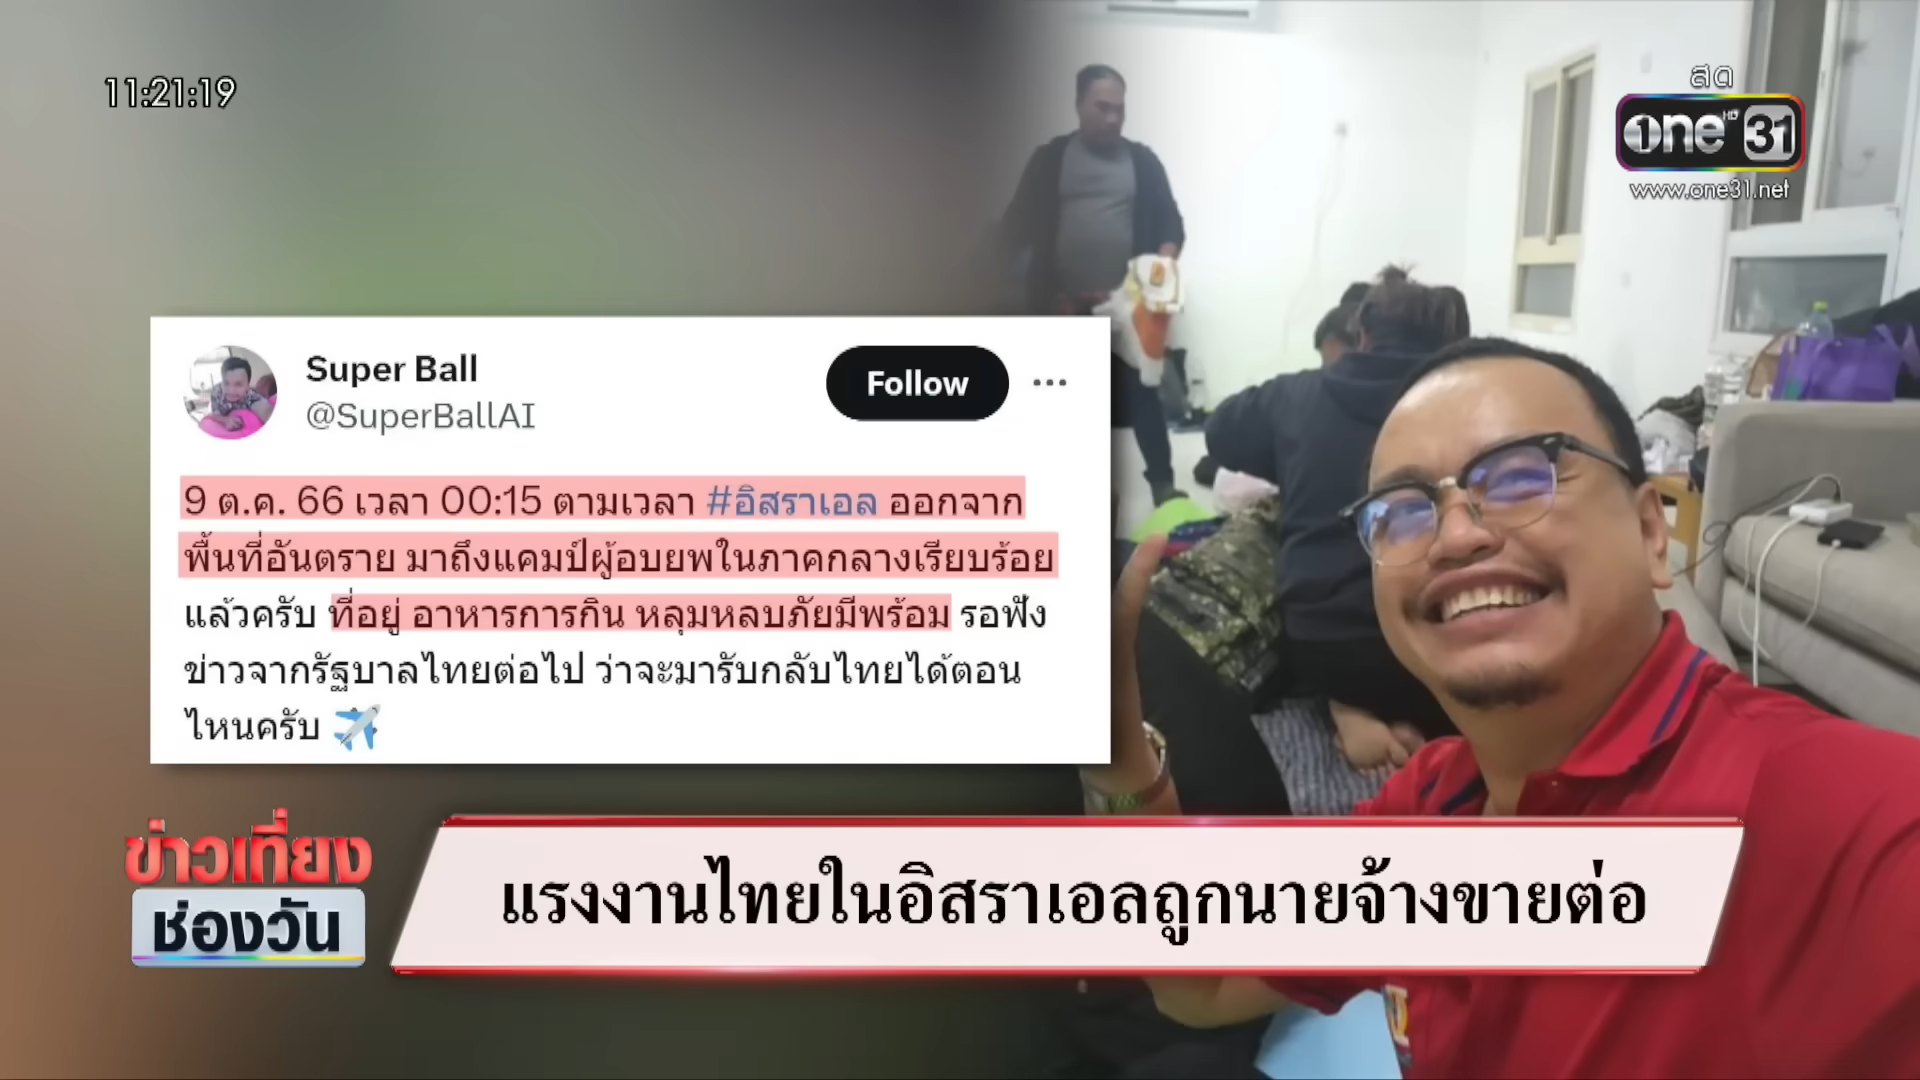 11:21:19
สด
one HD 31
www.one31.net
Super Ball
@SuperBallAI
Follow
9 ต.ค. 66 เวลา 00:15 ตามเวลา #อิสราเอล ออกจาก
พื้นที่อันตราย มาถึงแคมป์ผู้อบยพในภาคกลางเรียบร้อย
แล้วครับ ที่อยู่ อาหารการกิน หลุมหลบภัยมีพร้อม รอฟัง
ข่าวจากรัฐบาลไทยต่อไป ว่าจะมารับกลับไทยได้ตอน
ไหนครับ ✈️
ข่าวเที่ยง
ช่องวัน
แรงงานไทยในอิสราเอลถูกนายจ้างขายต่อ